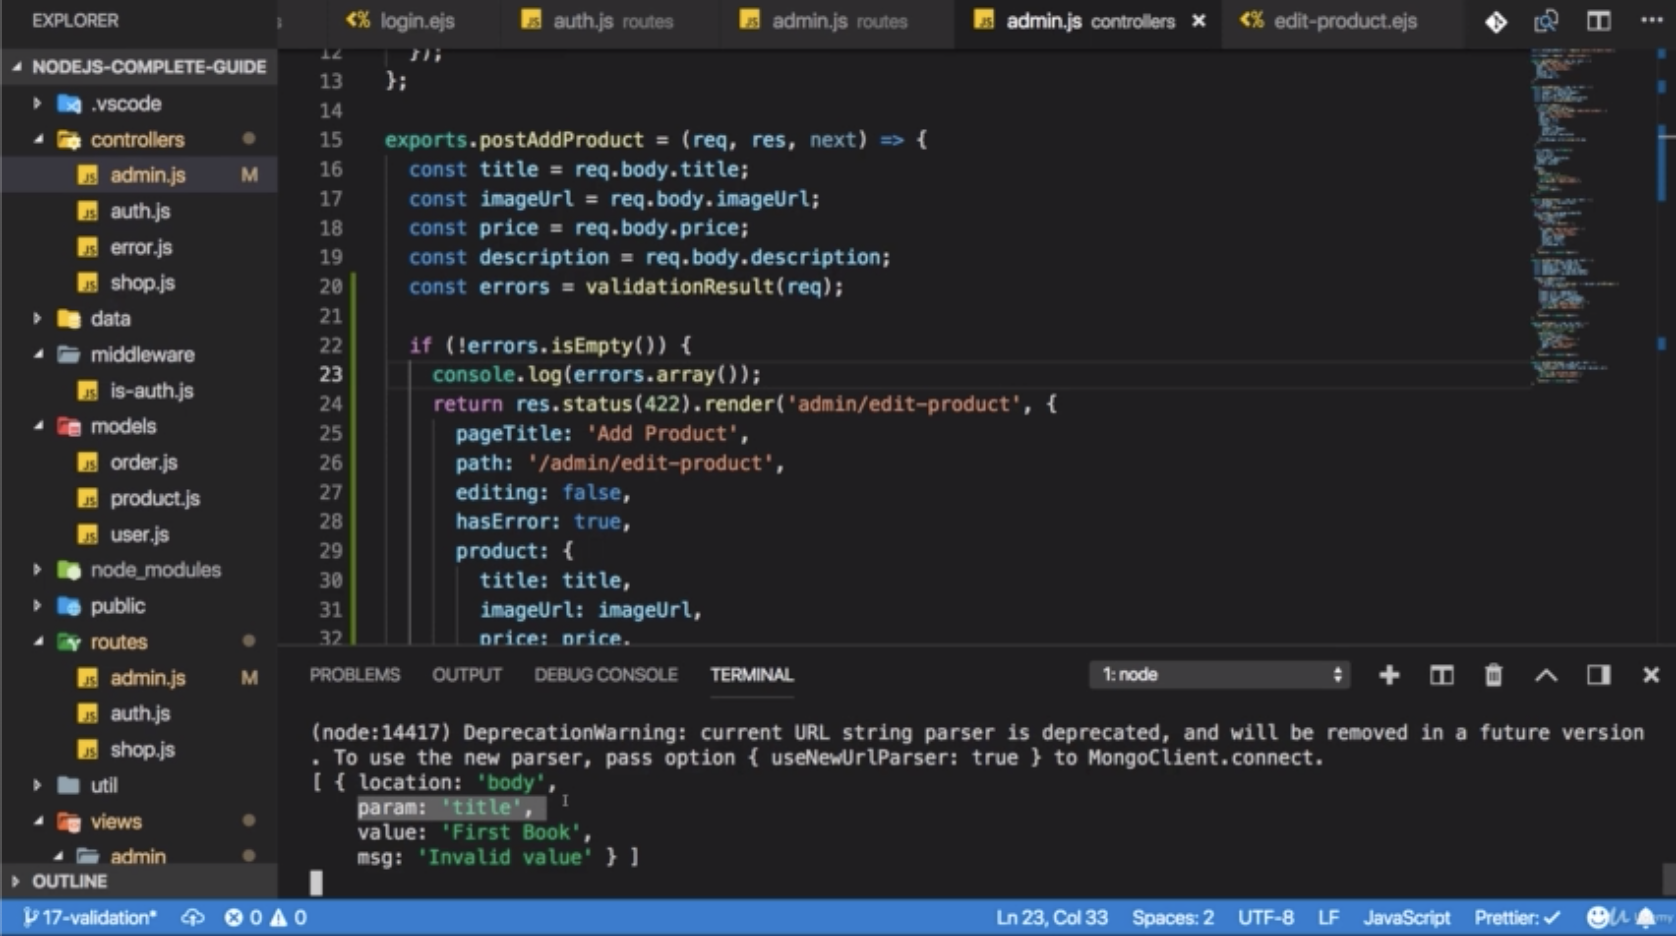 EXPLORER
login.ejs
auth.js routes
admin.js routes
admin.js controllers
edit-product.ejs
NODEJS-COMPLETE-GUIDE
.vscode
controllers
admin.js M
auth.js
error.js
shop.js
data
middleware
is-auth.js
models
order.js
product.js
user.js
node_modules
public
routes
admin.js M
auth.js
shop.js
util
views
admin
OUTLINE
12 });
13 };
14
15 exports.postAddProduct = (req, res, next) => {
16 const title = req.body.title;
17 const imageUrl = req.body.imageUrl;
18 const price = req.body.price;
19 const description = req.body.description;
20 const errors = validationResult(req);
21
22 if (!errors.isEmpty()) {
23 console.log(errors.array());
24 return res.status(422).render('admin/edit-product', {
25 pageTitle: 'Add Product',
26 path: '/admin/edit-product',
27 editing: false,
28 hasError: true,
29 product: {
30 title: title,
31 imageUrl: imageUrl,
32 price: price,
PROBLEMS OUTPUT DEBUG CONSOLE TERMINAL 1: node
(node:14417) DeprecationWarning: current URL string parser is deprecated, and will be removed in a future version
. To use the new parser, pass option { useNewUrlParser: true } to MongoClient.connect.
[ { location: 'body',
param: 'title',
value: 'First Book',
msg: 'Invalid value' } ]
17-validation* 0 0 Ln 23, Col 33 Spaces: 2 UTF-8 LF JavaScript Prettier: ✓